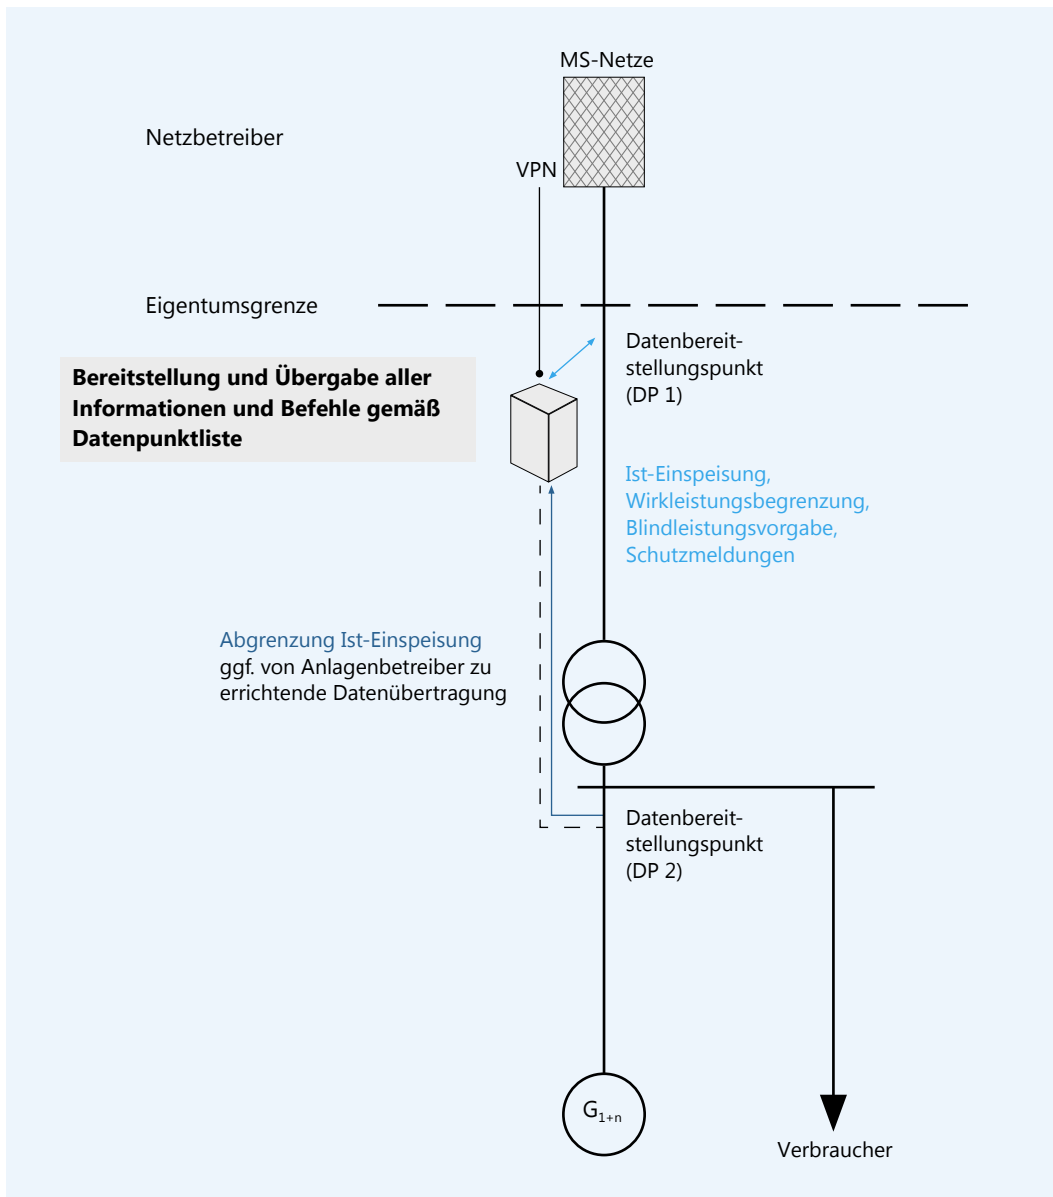 MS-Netze
Netzbetreiber
VPN
Eigentumsgrenze
Datenbereit-
stellungspunkt
(DP 1)
Bereitstellung und Übergabe aller
Informationen und Befehle gemäß
Datenpunktliste
Ist-Einspeisung,
Wirkleistungsbegrenzung,
Blindleistungsvorgabe,
Schutzmeldungen
Abgrenzung Ist-Einspeisung
ggf. von Anlagenbetreiber zu
errichtende Datenübertragung
Datenbereit-
stellungspunkt
(DP 2)
G1+n
Verbraucher